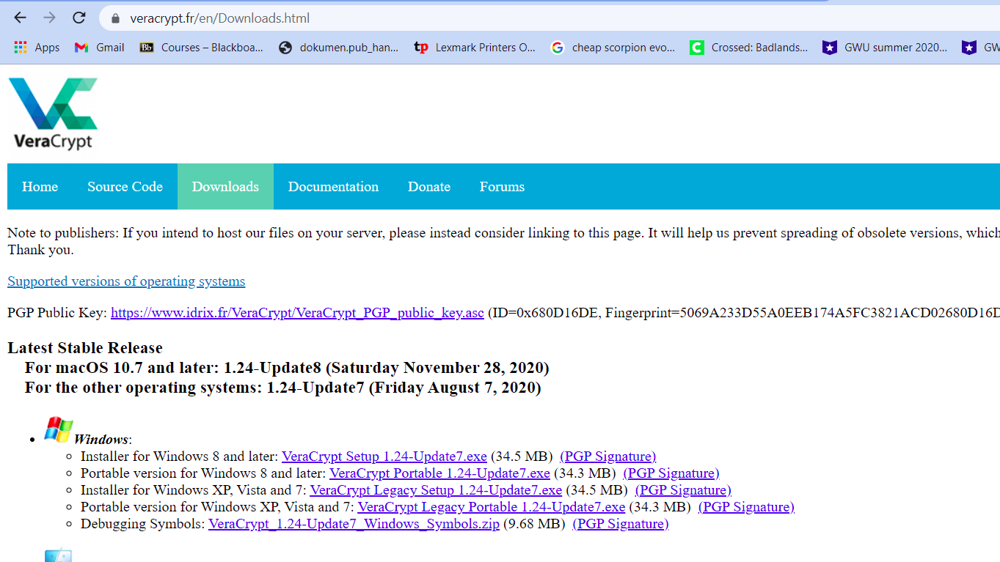 veracrypt.fr/en/Downloads.html
Apps Gmail Bb Courses – Blackboa... dokumen.pub_han... tp Lexmark Printers O... G cheap scorpion evo... C Crossed: Badlands... GWU summer 2020... GW
VeraCrypt
Home Source Code Downloads Documentation Donate Forums
Note to publishers: If you intend to host our files on your server, please instead consider linking to this page. It will help us prevent spreading of obsolete versions, which
Thank you.
Supported versions of operating systems
PGP Public Key: https://www.idrix.fr/VeraCrypt/VeraCrypt_PGP_public_key.asc (ID=0x680D16DE, Fingerprint=5069A233D55A0EEB174A5FC3821ACD02680D16D
Latest Stable Release
For macOS 10.7 and later: 1.24-Update8 (Saturday November 28, 2020)
For the other operating systems: 1.24-Update7 (Friday August 7, 2020)
Windows:
Installer for Windows 8 and later: VeraCrypt Setup 1.24-Update7.exe (34.5 MB) (PGP Signature)
Portable version for Windows 8 and later: VeraCrypt Portable 1.24-Update7.exe (34.3 MB) (PGP Signature)
Installer for Windows XP, Vista and 7: VeraCrypt Legacy Setup 1.24-Update7.exe (34.5 MB) (PGP Signature)
Portable version for Windows XP, Vista and 7: VeraCrypt Legacy Portable 1.24-Update7.exe (34.3 MB) (PGP Signature)
Debugging Symbols: VeraCrypt_1.24-Update7_Windows_Symbols.zip (9.68 MB) (PGP Signature)